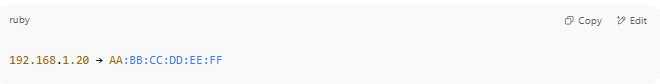 ruby Copy Edit
192.168.1.20 → AA:BB:CC:DD:EE:FF